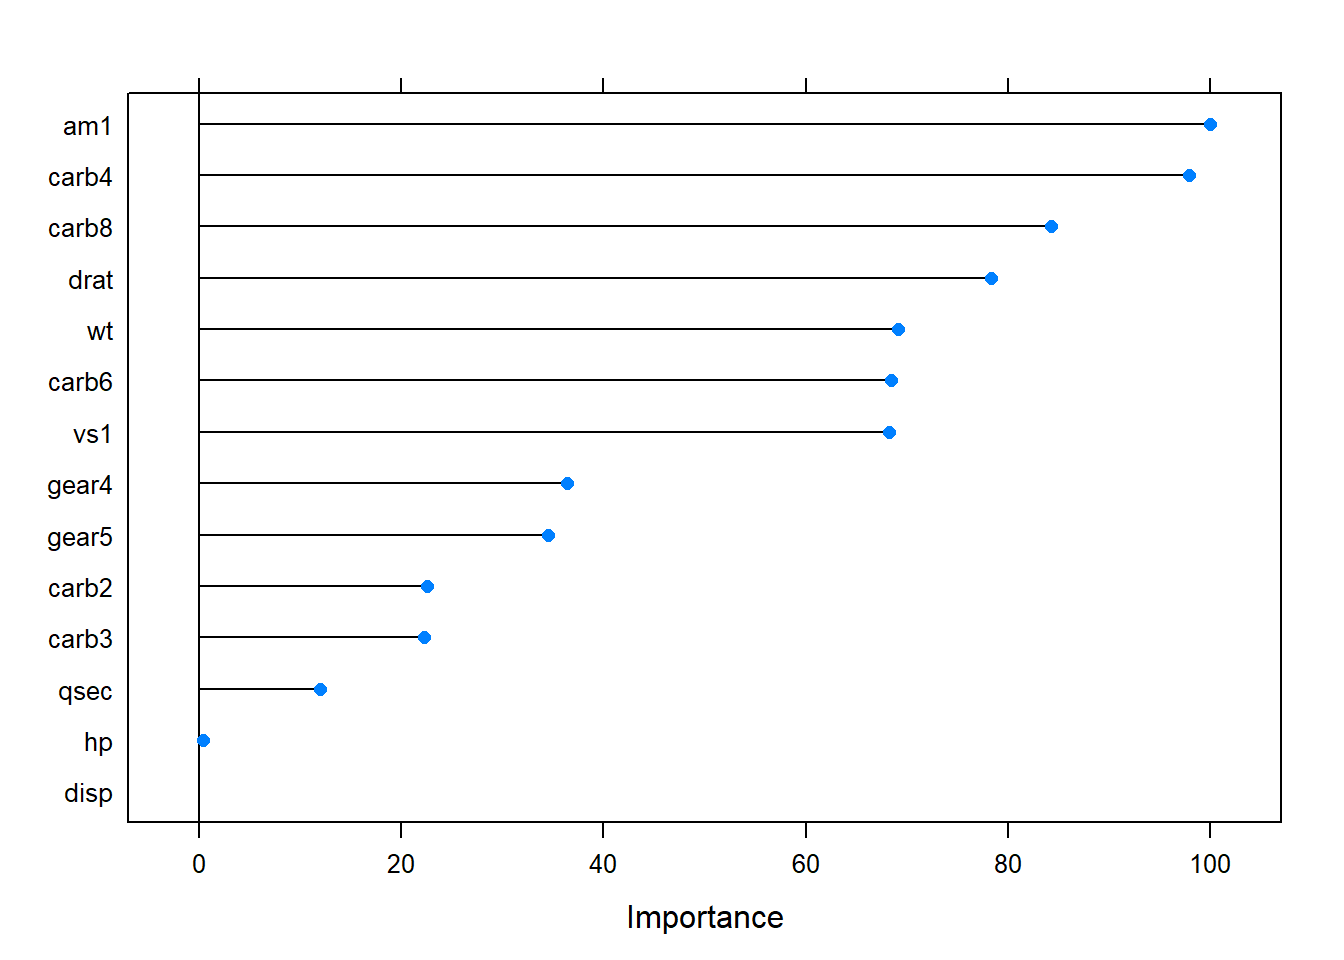 am1
carb4
carb8
drat
wt
carb6
vs1
gear4
gear5
carb2
carb3
qsec
hp
disp
0 20 40 60 80 100
Importance